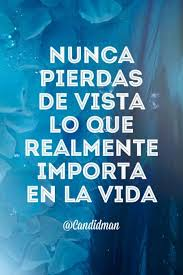 NUNCA
PIERDAS
DE VISTA
LO QUE
REALMENTE
IMPORTA
EN LA VIDA
@Candidman